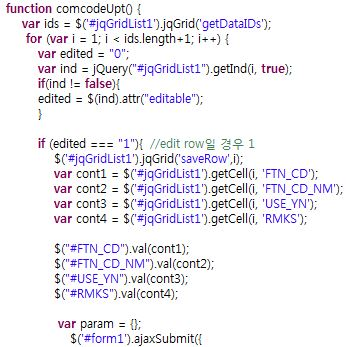 function comcodeUpt() {
var ids = $('#jqGridList1').jqGrid('getDataIDs');
for (var i = 1; i < ids.length+1; i++) {
var edited = "0";
var ind = jQuery("#jqGridList1").getInd(i, true);
if(ind != false){
edited = $(ind).attr("editable");
}
if (edited === "1"){ //edit row일 경우 1
$('#jqGridList1').jqGrid('saveRow',i);
var cont1 = $('#jqGridList1').getCell(i, 'FTN_CD');
var cont2 = $('#jqGridList1').getCell(i, 'FTN_CD_NM');
var cont3 = $('#jqGridList1').getCell(i, 'USE_YN');
var cont4 = $('#jqGridList1').getCell(i, 'RMKS');
$("#FTN_CD").val(cont1);
$("#FTN_CD_NM").val(cont2);
$("#USE_YN").val(cont3);
$("#RMKS").val(cont4);
var param = {};
$('#form1').ajaxSubmit({